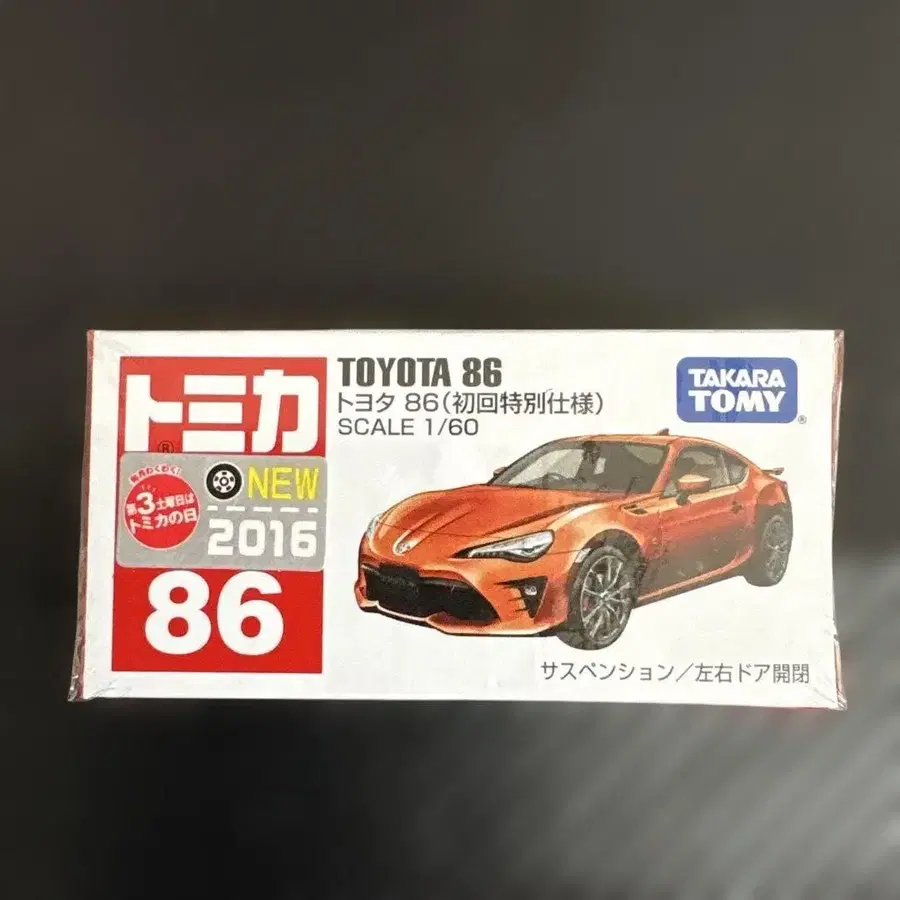 トミカ
®
毎月わくわく!
第3土曜日は
トミカの日
NEW
2016
86
TOYOTA 86
トヨタ 86(初回特別仕様)
SCALE 1/60
TAKARA
TOMY
®
サスペンション/左右ドア開閉